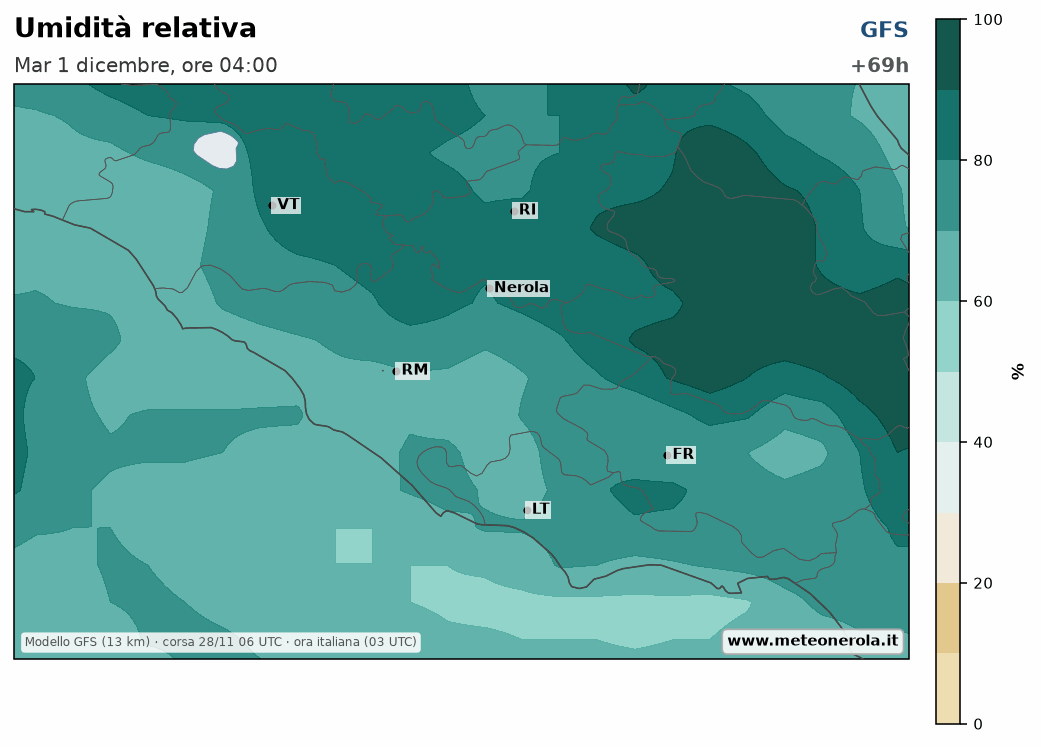 Umidità relativa
GFS
Mar 1 dicembre, ore 04:00
+69h
100
80
60
40
20
0
%
VT
RI
Nerola
RM
FR
LT
Modello GFS (13 km) · corsa 28/11 06 UTC · ora italiana (03 UTC)
www.meteonerola.it